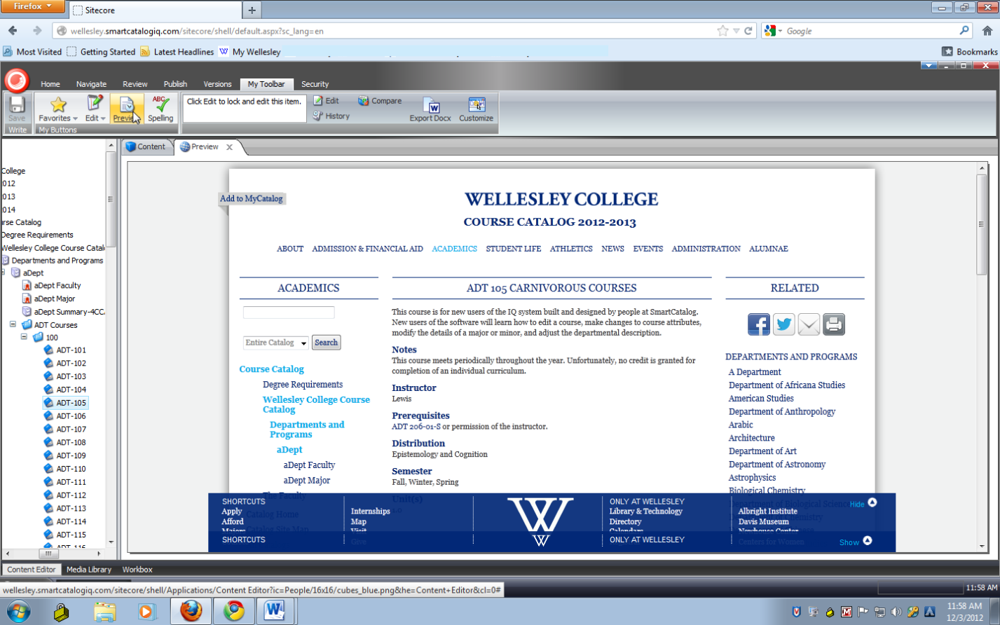 Firefox
Sitecore
wellesley.smartcatalogiq.com/sitecore/shell/default.aspx?sc_lang=en
Google
Most Visited Getting Started Latest Headlines My Wellesley Bookmarks
Home Navigate Review Publish Versions My Toolbar Security
Save
Write
Favorites Edit Preview
ABC
Spelling
My Buttons
Click Edit to lock and edit this item.
Edit Compare
History
Export Docx Customize
College
2012
2013
2014
urse Catalog
Degree Requirements
Wellesley College Course Catal
Departments and Programs
aDept
aDept Faculty
aDept Major
aDept Summary-4CC
ADT Courses
100
ADT-101
ADT-102
ADT-103
ADT-104
ADT-105
ADT-106
ADT-107
ADT-108
ADT-109
ADT-110
ADT-111
ADT-112
ADT-113
ADT-114
ADT-115
ADT-116
Content Preview
Add to MyCatalog
WELLESLEY COLLEGE
COURSE CATALOG 2012-2013
ABOUT ADMISSION & FINANCIAL AID ACADEMICS STUDENT LIFE ATHLETICS NEWS EVENTS ADMINISTRATION ALUMNAE
ACADEMICS
Entire Catalog Search
Course Catalog
Degree Requirements
Wellesley College Course
Catalog
Departments and
Programs
aDept
aDept Faculty
aDept Major
The Faculty
Catalog Home
Catalog Site Map
ADT 105 CARNIVOROUS COURSES
This course is for new users of the IQ system built and designed by people at SmartCatalog.
New users of the software will learn how to edit a course, make changes to course attributes,
modify the details of a major or minor, and adjust the departmental description.
Notes
This course meets periodically throughout the year. Unfortunately, no credit is granted for
completion of an individual curriculum.
Instructor
Lewis
Prerequisites
ADT 206-01-S or permission of the instructor.
Distribution
Epistemology and Cognition
Semester
Fall, Winter, Spring
Unit(s)
1.0
RELATED
DEPARTMENTS AND PROGRAMS
A Department
Department of Africana Studies
American Studies
Department of Anthropology
Arabic
Architecture
Department of Art
Department of Astronomy
Astrophysics
Biological Chemistry
Department of Biological Science
Centers for Women
SHORTCUTS
Apply
Afford
Majors
Internships
Map
Visit
Give
W
ONLY AT WELLESLEY
Library & Technology
Directory
Calendars
Albright Institute
Davis Museum
Newhouse Center
Hide
SHORTCUTS
W
ONLY AT WELLESLEY
Show
Content Editor Media Library Workbox
11:58 AM
wellesley.smartcatalogiq.com/sitecore/shell/Applications/Content Editor?ic=People/16x16/cubes_blue.png&he=Content+Editor&cl=0#
11:58 AM
12/3/2012